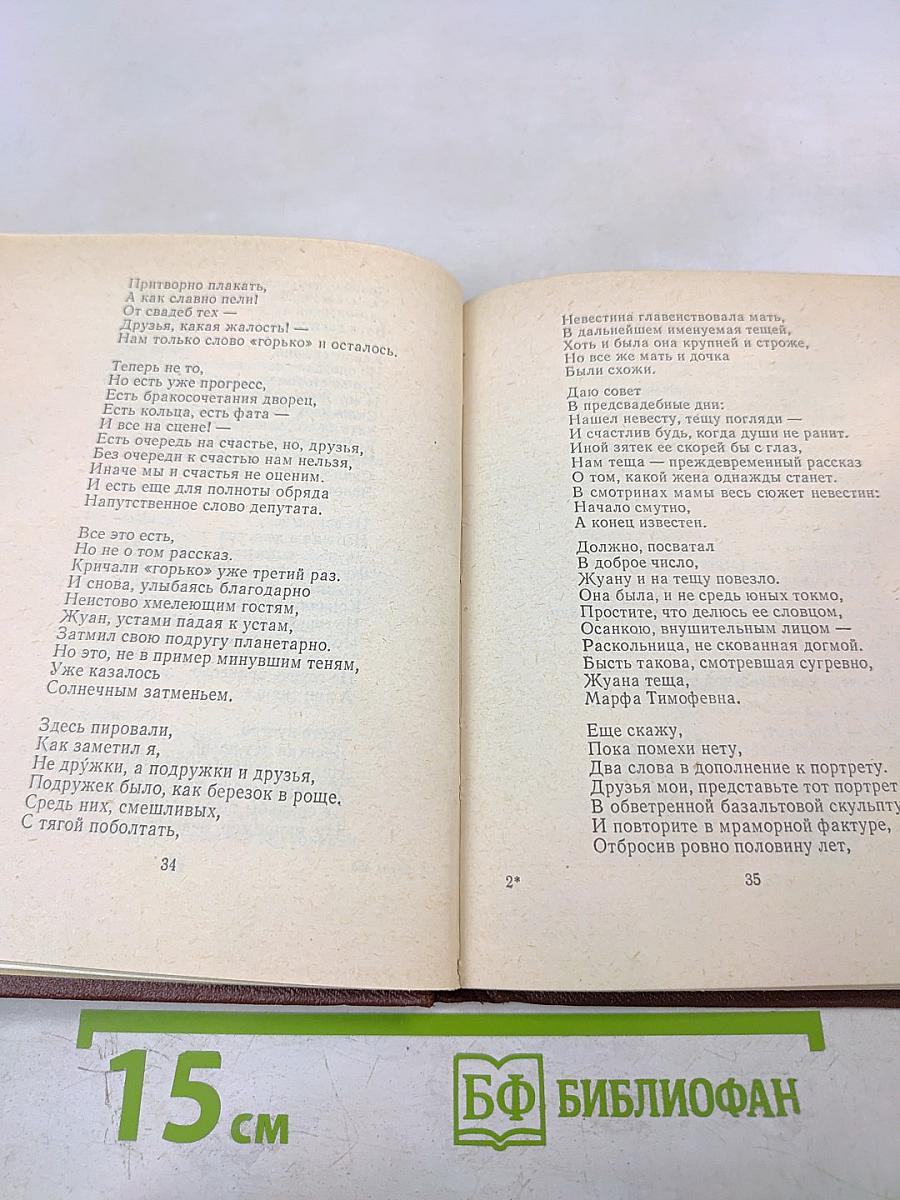 Притворно плакать,
А как славно пели!
От свадеб тех —
Друзья, какая жалость! —
Нам только слово «горько» и осталось.
Теперь не то,
Но есть уже прогресс,
Есть бракосочетания дворец,
Есть кольца, есть фата —
И все на сцене! —
Есть очередь на счастье, но, друзья,
Без очереди к счастью нам нельзя,
Иначе мы и счастья не оценим.
И есть еще для полноты обряда
Напутственное слово депутата.
Все это есть,
Но не о том рассказ.
Кричали «горько» уже третий раз.
И снова, улыбаясь благодарно
Неистово хмелеющим гостям,
Жуан, устами падая к устам,
Затмил свою подругу планетарно.
Но это, не в пример минувшим теням,
Уже казалось
Солнечным затменьем.
Здесь пировали,
Как заметил я,
Не дру́жки, а подружки и друзья,
Подружек было, как березок в роще.
Средь них, смешливых,
С тягой поболтать,
34
Невестина главенствовала мать,
В дальнейшем именуемая тещей,
Хоть и была она крупней и строже,
Но все же мать и дочка
Были схожи.
Даю совет
В предсвадебные дни:
Нашел невесту, тещу погляди —
И счастлив будь, когда души не ранит.
Иной зятек ее скорей бы с глаз,
Нам теща — преждевременный рассказ
О том, какой жена однажды станет.
В смотринах мамы весь сюжет невестин:
Начало смутно,
А конец известен.
Должно, посватал
В доброе число,
Жуану и на тещу повезло.
Она была, и не средь юных токмо,
Простите, что делюсь ее словцом,
Осанкою, внушительным лицом —
Раскольница, не скованная догмой.
Бысть такова, смотревшая сугревно,
Жуана теща,
Марфа Тимофевна.
Еще скажу,
Пока помехи нету,
Два слова в дополнение к портрету.
Друзья мои, представьте тот портрет
В обветренной базальтовой скульпту
И повторите в мраморной фактуре,
Отбросив ровно половину лет,
2*
35
15 см
БФ БИБЛИОФАН